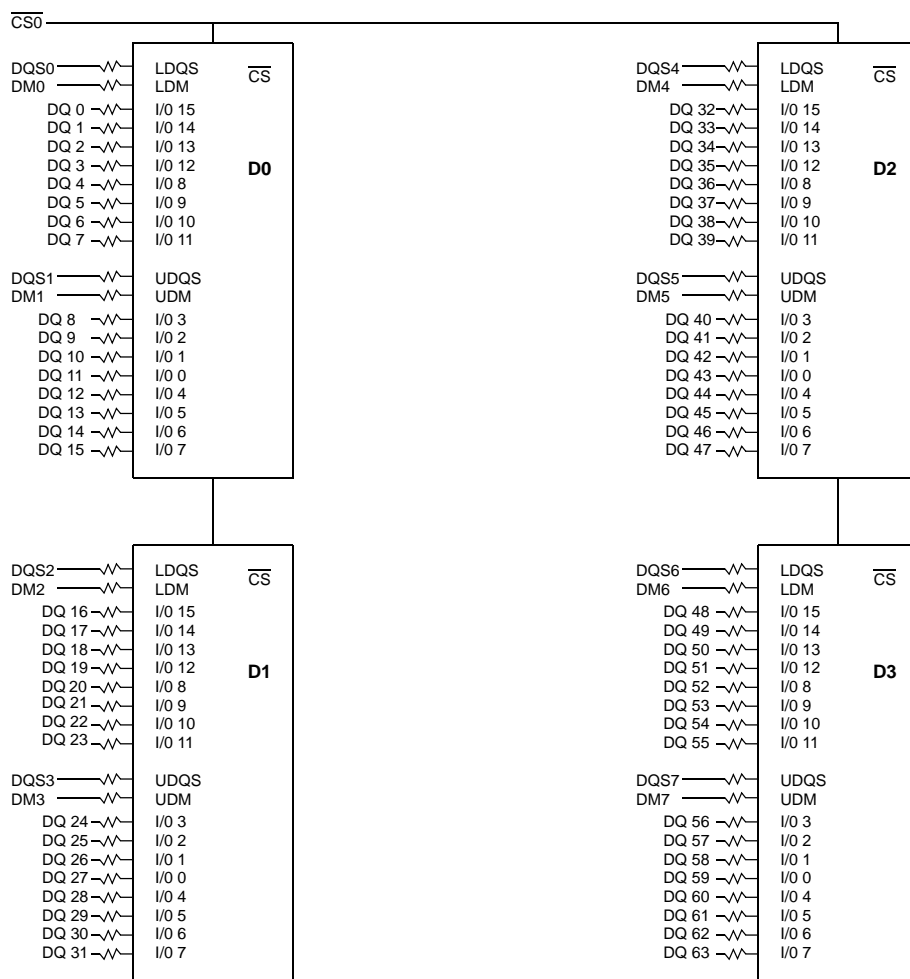 CS0
DQS0 LDQS CS
DM0 LDM
DQ 0 I/0 15
DQ 1 I/0 14
DQ 2 I/0 13
DQ 3 I/0 12 D0
DQ 4 I/0 8
DQ 5 I/0 9
DQ 6 I/0 10
DQ 7 I/0 11
DQS1 UDQS
DM1 UDM
DQ 8 I/0 3
DQ 9 I/0 2
DQ 10 I/0 1
DQ 11 I/0 0
DQ 12 I/0 4
DQ 13 I/0 5
DQ 14 I/0 6
DQ 15 I/0 7
DQS4 LDQS CS
DM4 LDM
DQ 32 I/0 15
DQ 33 I/0 14
DQ 34 I/0 13
DQ 35 I/0 12 D2
DQ 36 I/0 8
DQ 37 I/0 9
DQ 38 I/0 10
DQ 39 I/0 11
DQS5 UDQS
DM5 UDM
DQ 40 I/0 3
DQ 41 I/0 2
DQ 42 I/0 1
DQ 43 I/0 0
DQ 44 I/0 4
DQ 45 I/0 5
DQ 46 I/0 6
DQ 47 I/0 7
DQS2 LDQS CS
DM2 LDM
DQ 16 I/0 15
DQ 17 I/0 14
DQ 18 I/0 13
DQ 19 I/0 12 D1
DQ 20 I/0 8
DQ 21 I/0 9
DQ 22 I/0 10
DQ 23 I/0 11
DQS3 UDQS
DM3 UDM
DQ 24 I/0 3
DQ 25 I/0 2
DQ 26 I/0 1
DQ 27 I/0 0
DQ 28 I/0 4
DQ 29 I/0 5
DQ 30 I/0 6
DQ 31 I/0 7
DQS6 LDQS CS
DM6 LDM
DQ 48 I/0 15
DQ 49 I/0 14
DQ 50 I/0 13
DQ 51 I/0 12 D3
DQ 52 I/0 8
DQ 53 I/0 9
DQ 54 I/0 10
DQ 55 I/0 11
DQS7 UDQS
DM7 UDM
DQ 56 I/0 3
DQ 57 I/0 2
DQ 58 I/0 1
DQ 59 I/0 0
DQ 60 I/0 4
DQ 61 I/0 5
DQ 62 I/0 6
DQ 63 I/0 7